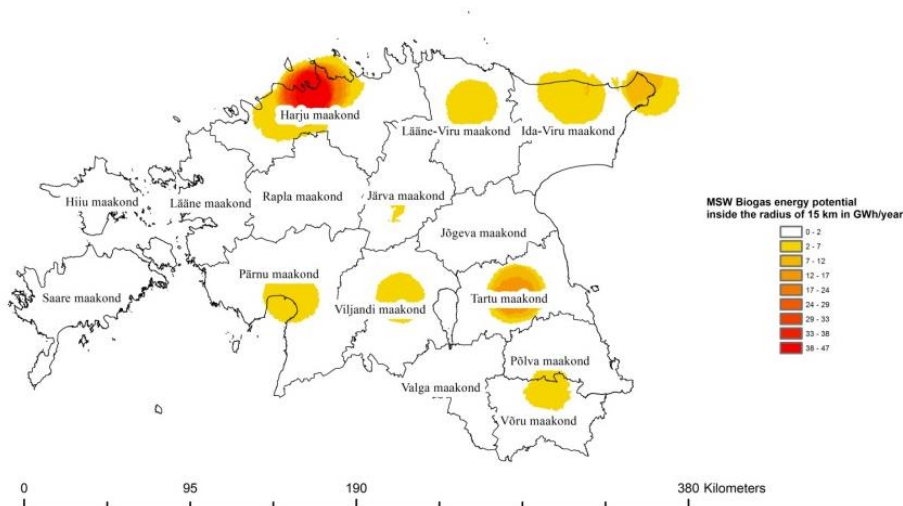 Harju maakond
Lääne-Viru maakond
Ida-Viru maakond
Hiiu maakond
Lääne maakond
Rapla maakond
Järva maakond
Jõgeva maakond
Saare maakond
Pärnu maakond
Viljandi maakond
Tartu maakond
Valga maakond
Põlva maakond
Võru maakond
MSW Biogas energy potential
inside the radius of 15 km in GWh/year
0 - 2
2 - 7
7 - 12
12 - 17
17 - 24
24 - 29
29 - 33
33 - 38
38 - 47
0 95 190 380 Kilometers